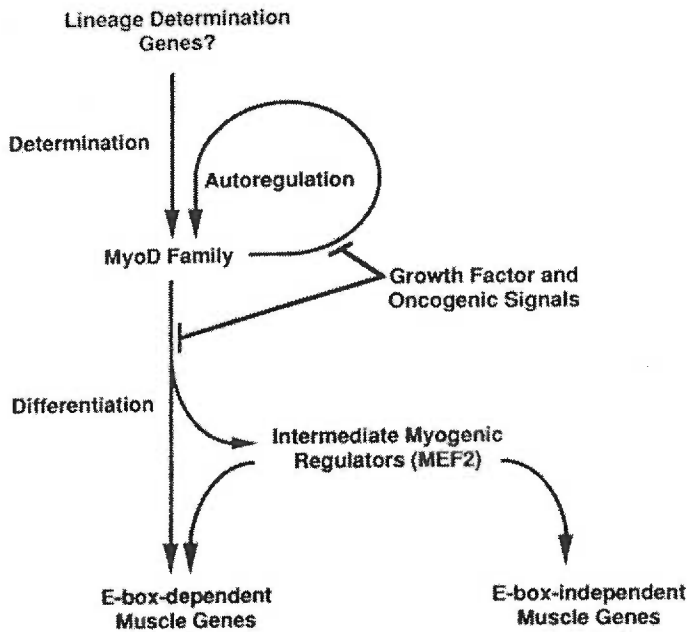 Lineage Determination
Genes?
Determination
Autoregulation
MyoD Family
Growth Factor and
Oncogenic Signals
Differentiation
Intermediate Myogenic
Regulators (MEF2)
E-box-dependent
Muscle Genes
E-box-independent
Muscle Genes